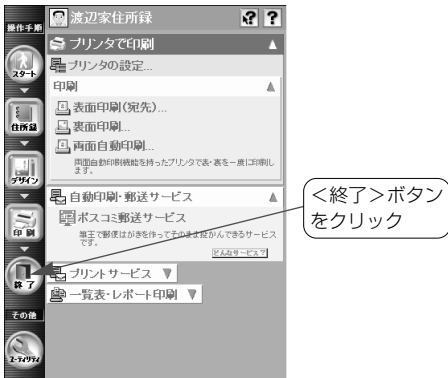 操作手順
渡辺家住所録
スタート
プリンタで印刷
プリンタの設定...
印刷
表面印刷(宛先)...
裏面印刷...
両面自動印刷...
両面自動印刷機能を持ったプリンタで表・裏を一度に印刷し
ます。
住所録
デザイン
自動印刷・郵送サービス
ポスコミ郵送サービス
筆王で郵便はがきを作ってそのまま投かんできるサービス
です。
どんなサービス?
印刷
プリントサービス
一覧表・レポート印刷
終了
その他
ユーティリティ
<終了>ボタン
をクリック